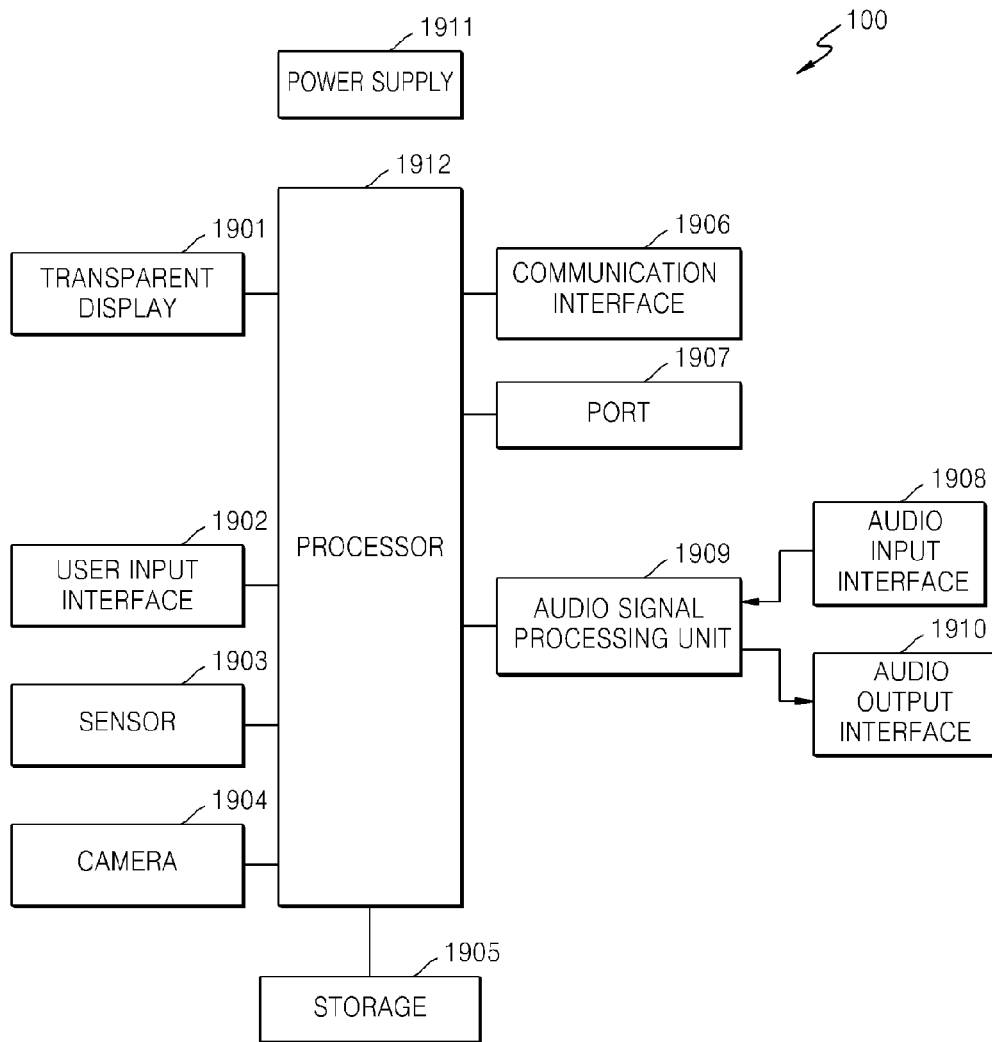 100
1911
POWER SUPPLY
1912
PROCESSOR
1901
TRANSPARENT
DISPLAY
1906
COMMUNICATION
INTERFACE
1907
PORT
1902
USER INPUT
INTERFACE
1908
AUDIO
INPUT
INTERFACE
1909
AUDIO SIGNAL
PROCESSING UNIT
1910
AUDIO
OUTPUT
INTERFACE
1903
SENSOR
1904
CAMERA
1905
STORAGE